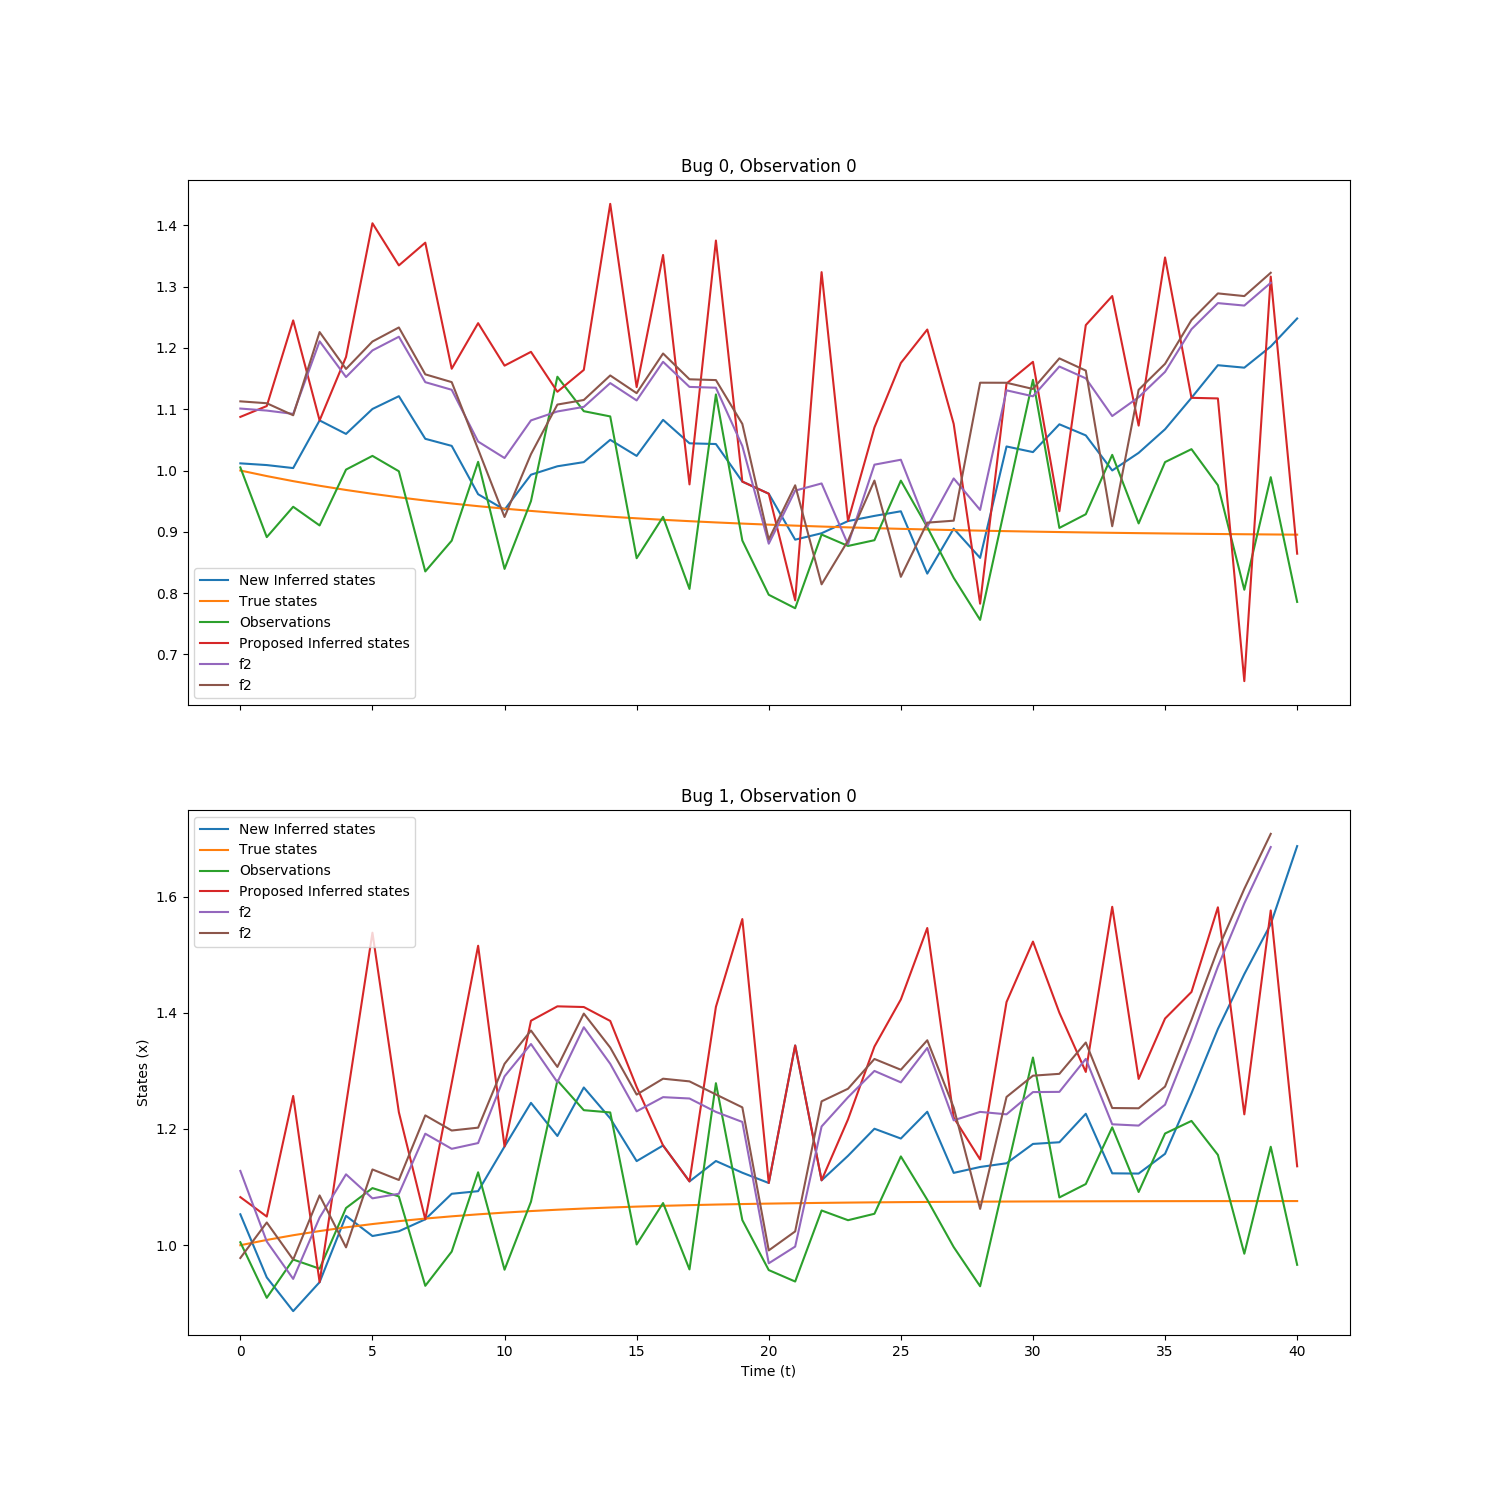 Bug 0, Observation 0
1.4
1.3
1.2
1.1
1.0
0.9
0.8
0.7
New Inferred states
True states
Observations
Proposed Inferred states
f2
f2
Bug 1, Observation 0
New Inferred states
True states
Observations
Proposed Inferred states
f2
f2
1.6
1.4
1.2
1.0
States (x)
0 5 10 15 20 25 30 35 40
Time (t)